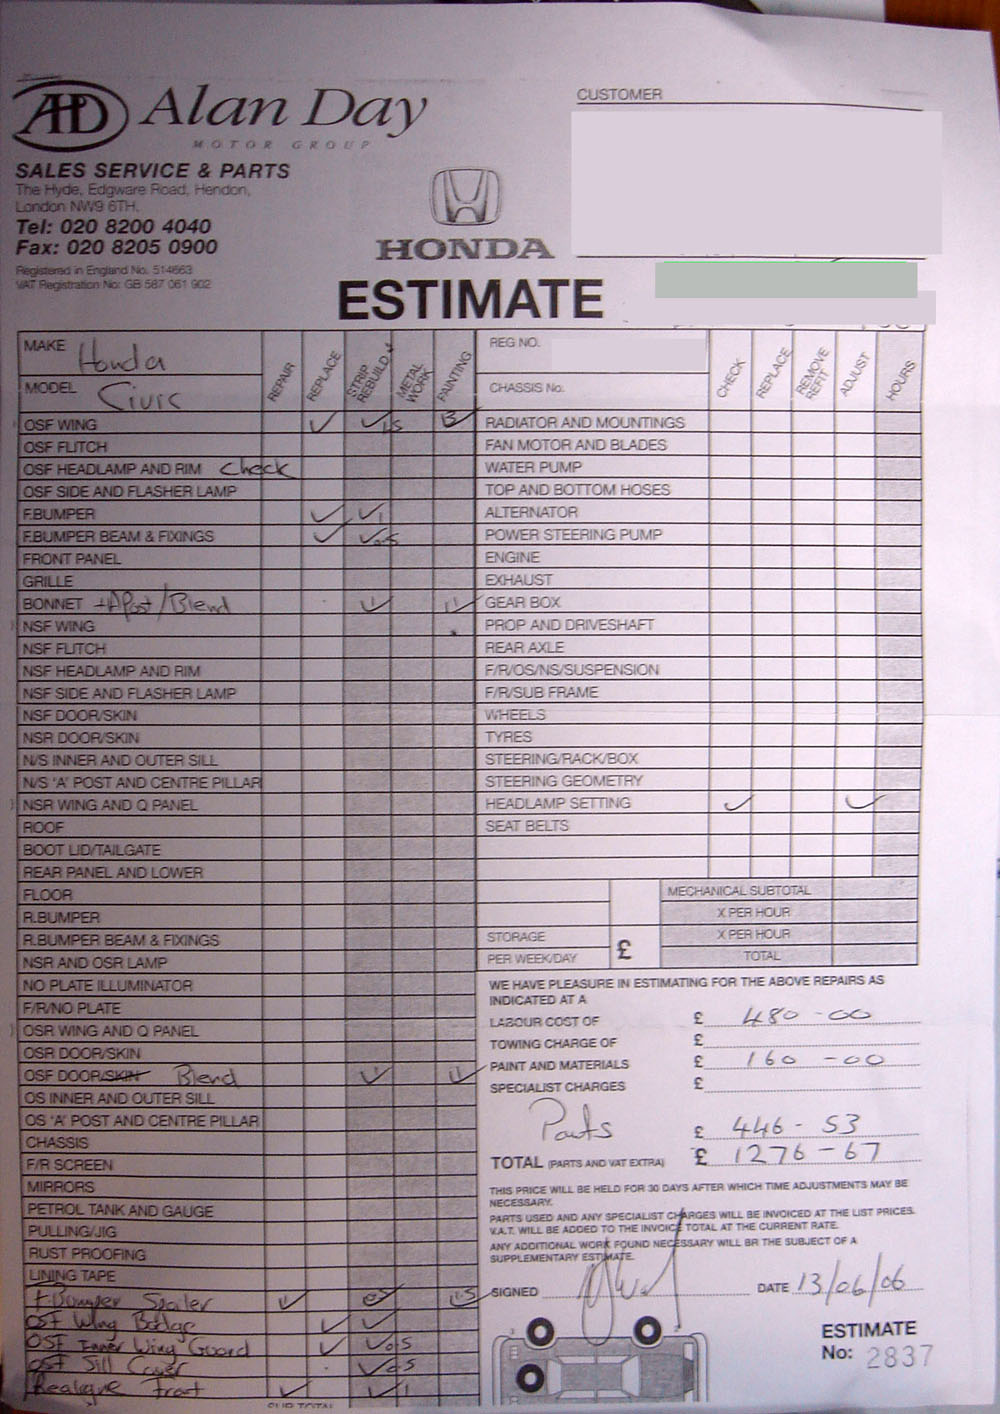 AHD Alan Day
MOTOR GROUP
SALES SERVICE & PARTS
The Hyde, Edgware Road, Hendon,
London NW9 6TH.
Tel: 020 8200 4040
Fax: 020 8205 0900
Registered in England No. 514663
VAT Registration No: GB 587 061 902
HONDA
CUSTOMER
ESTIMATE
MAKE Honda
MODEL Civic
REPAIR REPLACE STRIP REBUILD METAL WORK PAINTING
OSF WING
OSF FLITCH
OSF HEADLAMP AND RIM Check
OSF SIDE AND FLASHER LAMP
F.BUMPER
F.BUMPER BEAM & FIXINGS
FRONT PANEL
GRILLE
BONNET +A Post/Blend
NSF WING
NSF FLITCH
NSF HEADLAMP AND RIM
NSF SIDE AND FLASHER LAMP
NSF DOOR/SKIN
NSR DOOR/SKIN
N/S INNER AND OUTER SILL
N/S 'A' POST AND CENTRE PILLAR
NSR WING AND Q PANEL
ROOF
BOOT LID/TAILGATE
REAR PANEL AND LOWER
FLOOR
R.BUMPER
R.BUMPER BEAM & FIXINGS
NSR AND OSR LAMP
NO PLATE ILLUMINATOR
F/R/NO PLATE
OSR WING AND Q PANEL
OSR DOOR/SKIN
OSF DOOR/SKIN Blend
OS INNER AND OUTER SILL
OS 'A' POST AND CENTRE PILLAR
CHASSIS
F/R SCREEN
MIRRORS
PETROL TANK AND GAUGE
PULLING/JIG
RUST PROOFING
LINING TAPE
F.Bumper Spoiler
OSF Wing Badge
OSF Inner Wing Guard
OSF Sill Cover
Realigne Front
SUB TOTAL
REG NO.
CHASSIS No.
CHECK REPLACE REMOVE REFIT ADJUST HOURS
RADIATOR AND MOUNTINGS
FAN MOTOR AND BLADES
WATER PUMP
TOP AND BOTTOM HOSES
ALTERNATOR
POWER STEERING PUMP
ENGINE
EXHAUST
GEAR BOX
PROP AND DRIVESHAFT
REAR AXLE
F/R/OS/NS/SUSPENSION
F/R/SUB FRAME
WHEELS
TYRES
STEERING/RACK/BOX
STEERING GEOMETRY
HEADLAMP SETTING
SEAT BELTS
MECHANICAL SUBTOTAL
X PER HOUR
STORAGE X PER HOUR
PER WEEK/DAY £ TOTAL
WE HAVE PLEASURE IN ESTIMATING FOR THE ABOVE REPAIRS AS
INDICATED AT A
LABOUR COST OF £ 480-00
TOWING CHARGE OF £
PAINT AND MATERIALS £ 160-00
SPECIALIST CHARGES £
Parts £ 446-53
TOTAL (PARTS AND VAT EXTRA) £ 1276-67
THIS PRICE WILL BE HELD FOR 30 DAYS AFTER WHICH TIME ADJUSTMENTS MAY BE
NECESSARY.
PARTS USED AND ANY SPECIALIST CHARGES WILL BE INVOICED AT THE LIST PRICES.
V.A.T. WILL BE ADDED TO THE INVOICE TOTAL AT THE CURRENT RATE.
ANY ADDITIONAL WORK FOUND NECESSARY WILL BR THE SUBJECT OF A
SUPPLEMENTARY ESTIMATE.
SIGNED DATE 13/06/06
ESTIMATE
No: 2837